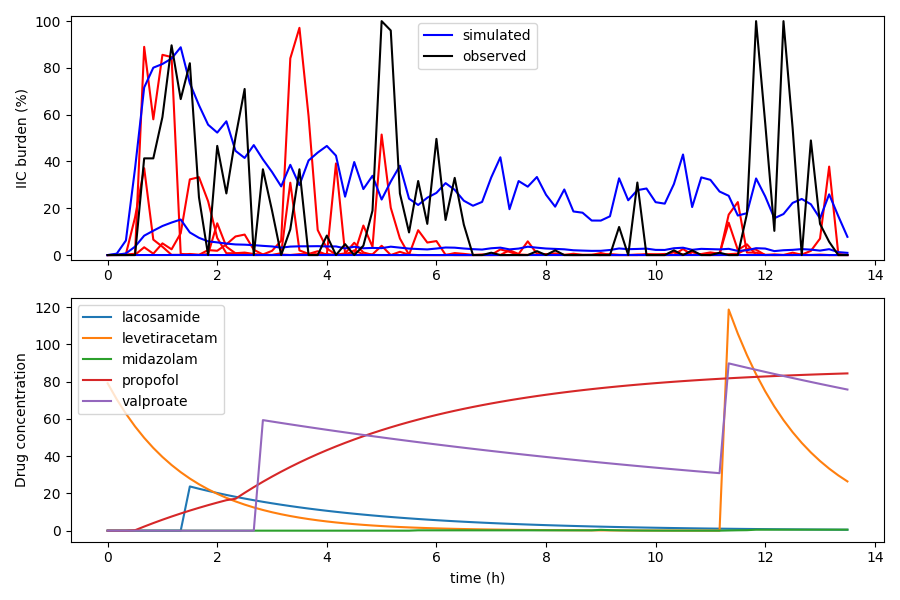 100
80
60
40
20
0
IIC burden (%)
simulated
observed
0 2 4 6 8 10 12 14
120
100
80
60
40
20
0
Drug concentration
lacosamide
levetiracetam
midazolam
propofol
valproate
0 2 4 6 8 10 12 14
time (h)